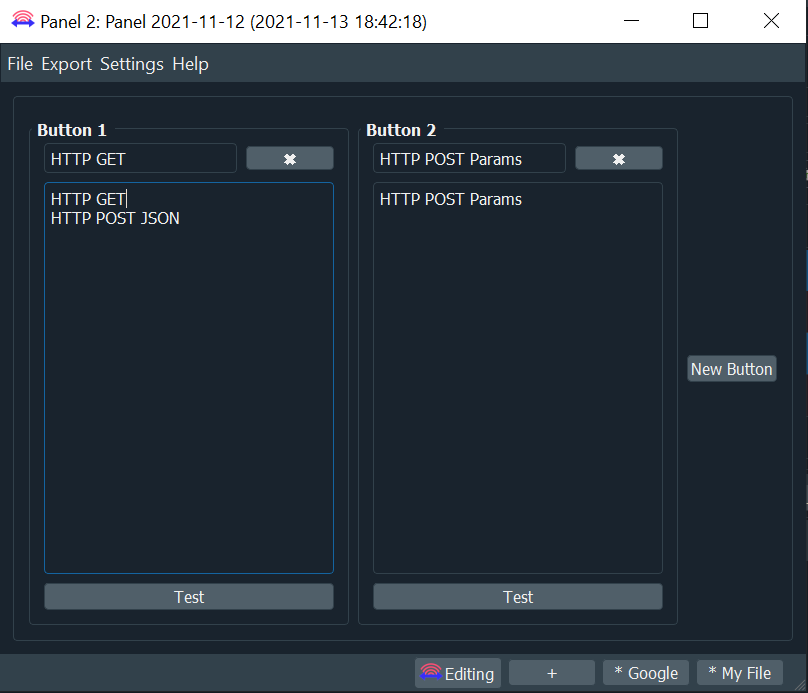 Panel 2: Panel 2021-11-12 (2021-11-13 18:42:18)
File Export Settings Help
Button 1
HTTP GET
HTTP GET
HTTP POST JSON
Test
Button 2
HTTP POST Params
HTTP POST Params
Test
New Button
Editing + * Google * My File